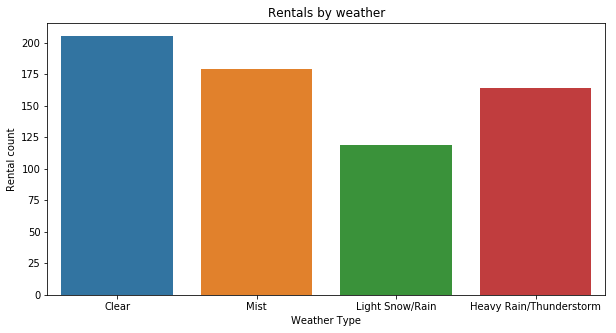 Rentals by weather
Rental count
200
175
150
125
100
75
50
25
0
Clear Mist Light Snow/Rain Heavy Rain/Thunderstorm
Weather Type